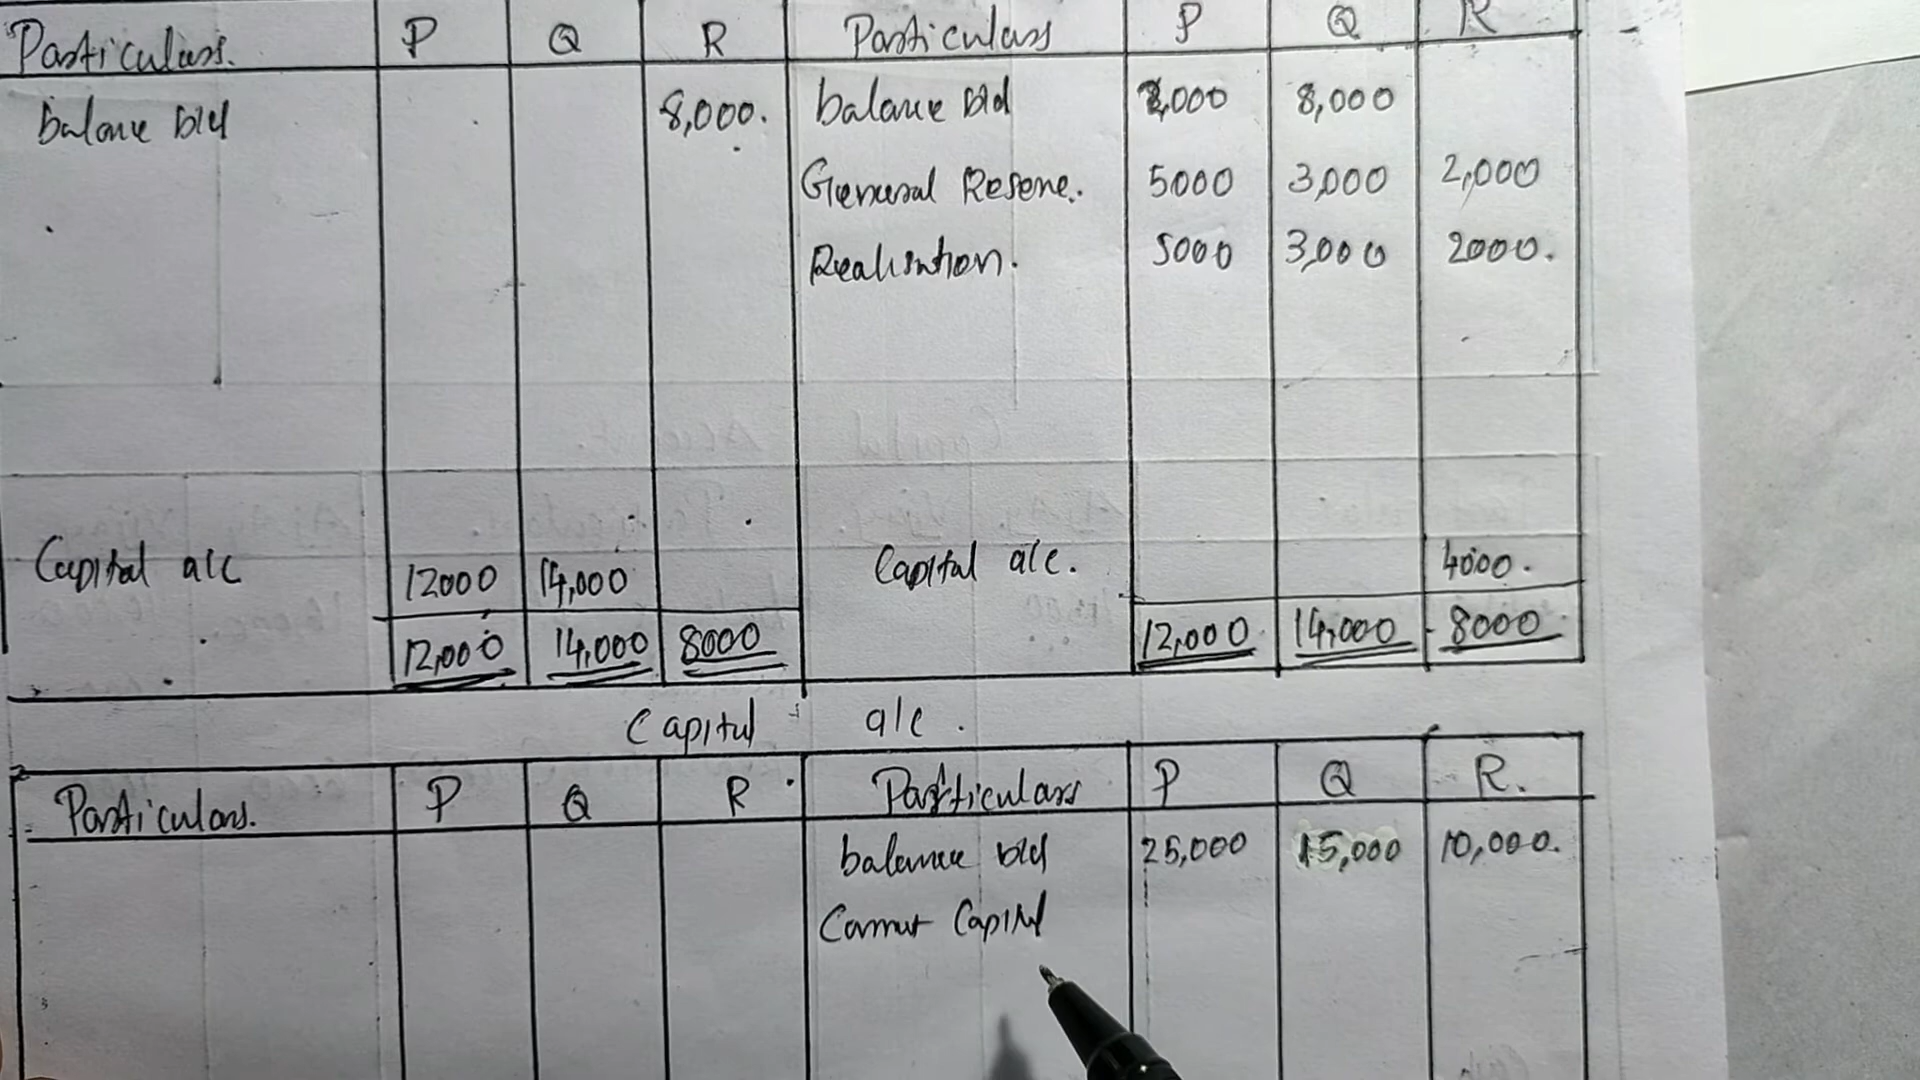 Particulars. P Q R Particulars P Q R
balance b/d 8,000. balance b/d 2,000 8,000
General Reserve. 5000 3,000 2,000
Realisation. 5000 3,000 2000.
Capital a/c 12000 14,000 Capital a/c. 4000.
12,000 14,000 8000 12,000 14,000 8000
Capital a/c.
Particulars. P Q R Particulars P Q R.
balance b/d 25,000 15,000 10,000.
Current Capital